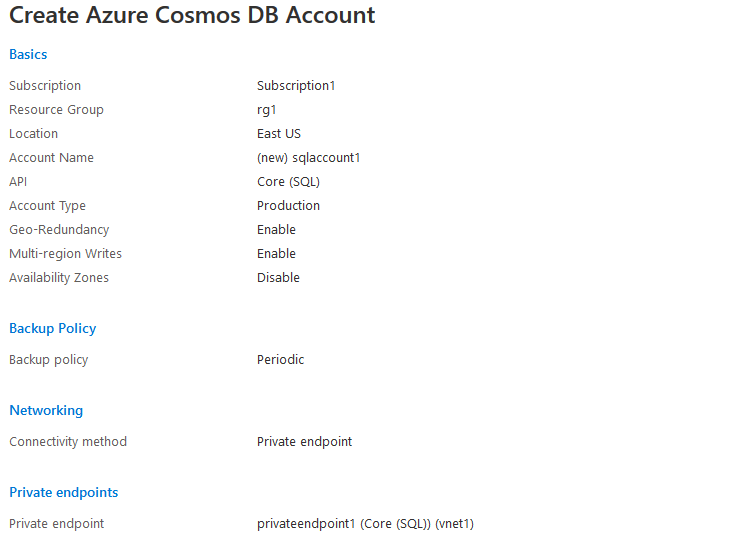 Create Azure Cosmos DB Account
Basics
Subscription Subscription1
Resource Group rg1
Location East US
Account Name (new) sqlaccount1
API Core (SQL)
Account Type Production
Geo-Redundancy Enable
Multi-region Writes Enable
Availability Zones Disable
Backup Policy
Backup policy Periodic
Networking
Connectivity method Private endpoint
Private endpoints
Private endpoint privateendpoint1 (Core (SQL)) (vnet1)